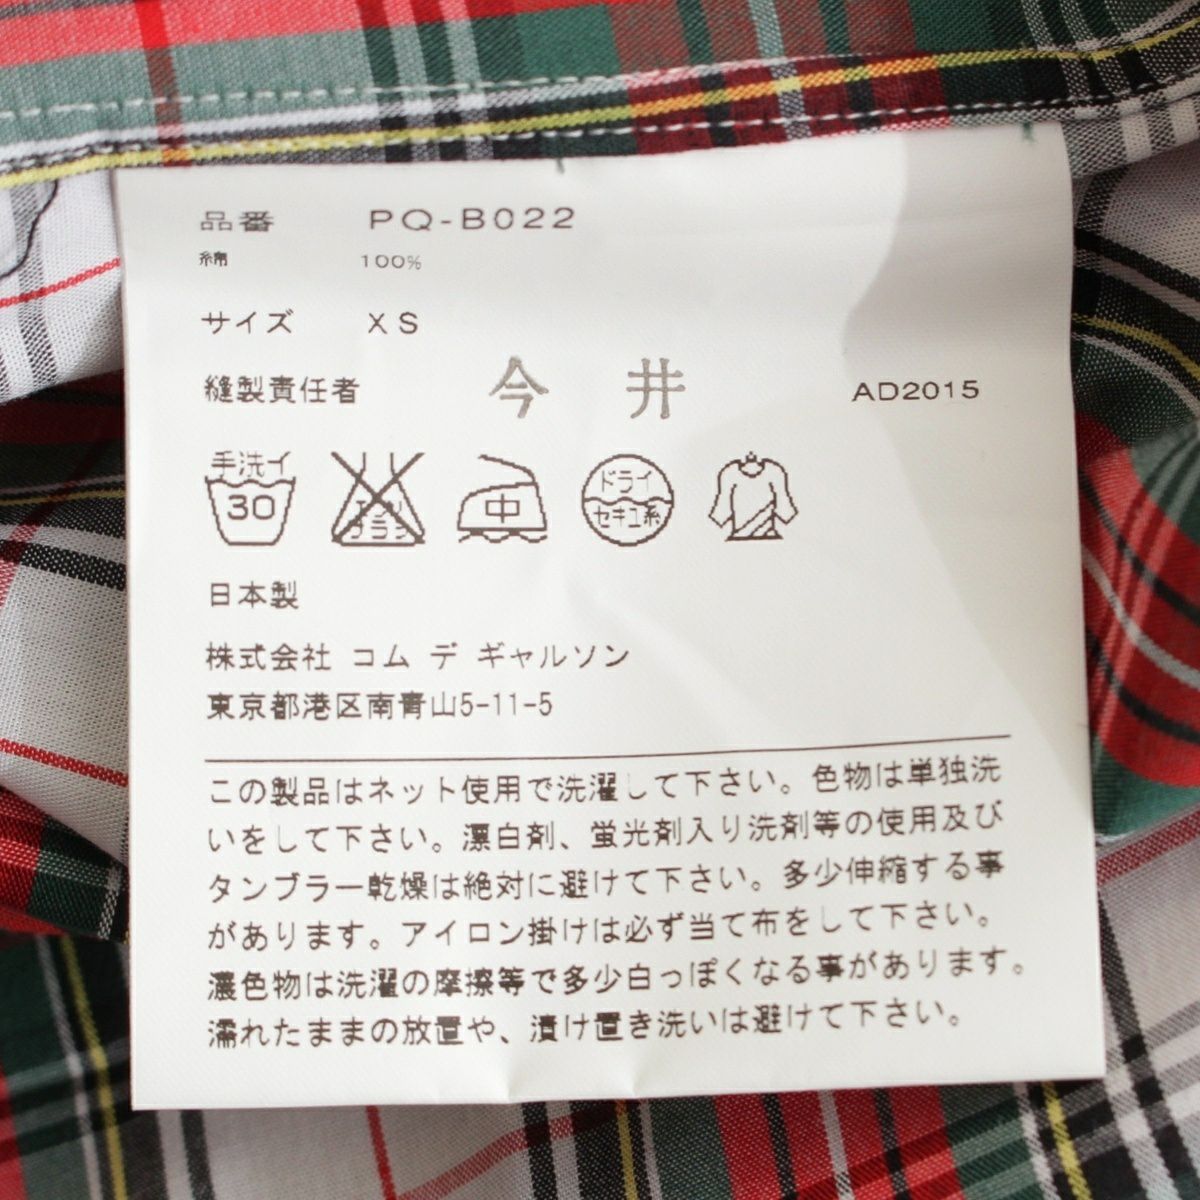 品番 PQ-B022
綿 100%
サイズ XS
縫製責任者 今井 AD2015
手洗イ 30 エンソ サラシ 中 ドライ セキユ系
日本製
株式会社 コム デ ギャルソン
東京都港区南青山5-11-5
この製品はネット使用で洗濯して下さい。色物は単独洗
いをして下さい。漂白剤、蛍光剤入り洗剤等の使用及び
タンブラー乾燥は絶対に避けて下さい。多少伸縮する事
があります。アイロン掛けは必ず当て布をして下さい。
濃色物は洗濯の摩擦等で多少白っぽくなる事があります。
濡れたままの放置や、漬け置き洗いは避けて下さい。